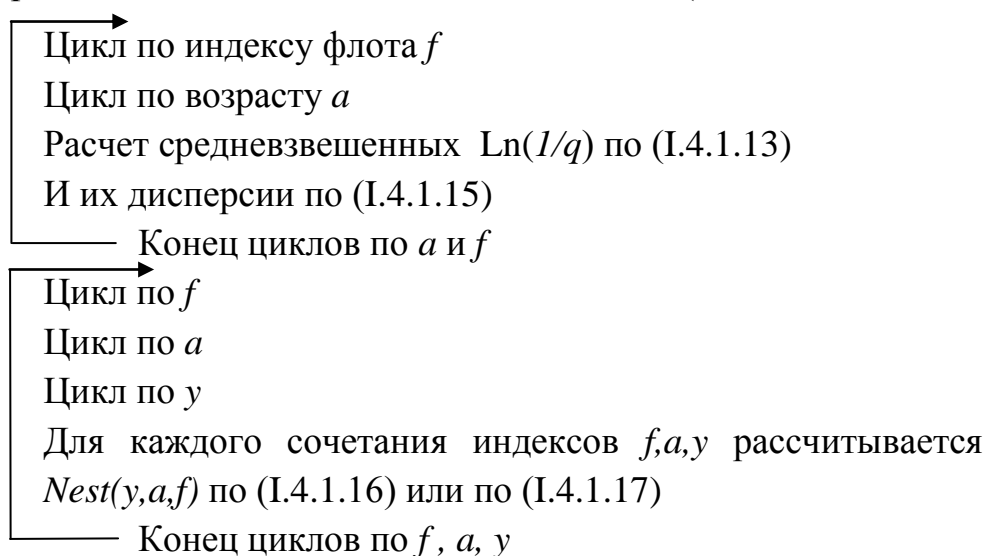 Цикл по индексу флота f
Цикл по возрасту a
Расчет средневзвешенных Ln(1/q) по (I.4.1.13)
И их дисперсии по (I.4.1.15)
Конец циклов по a и f
Цикл по f
Цикл по a
Цикл по y
Для каждого сочетания индексов f,a,y рассчитывается
Nest(y,a,f) по (I.4.1.16) или по (I.4.1.17)
Конец циклов по f , a, y